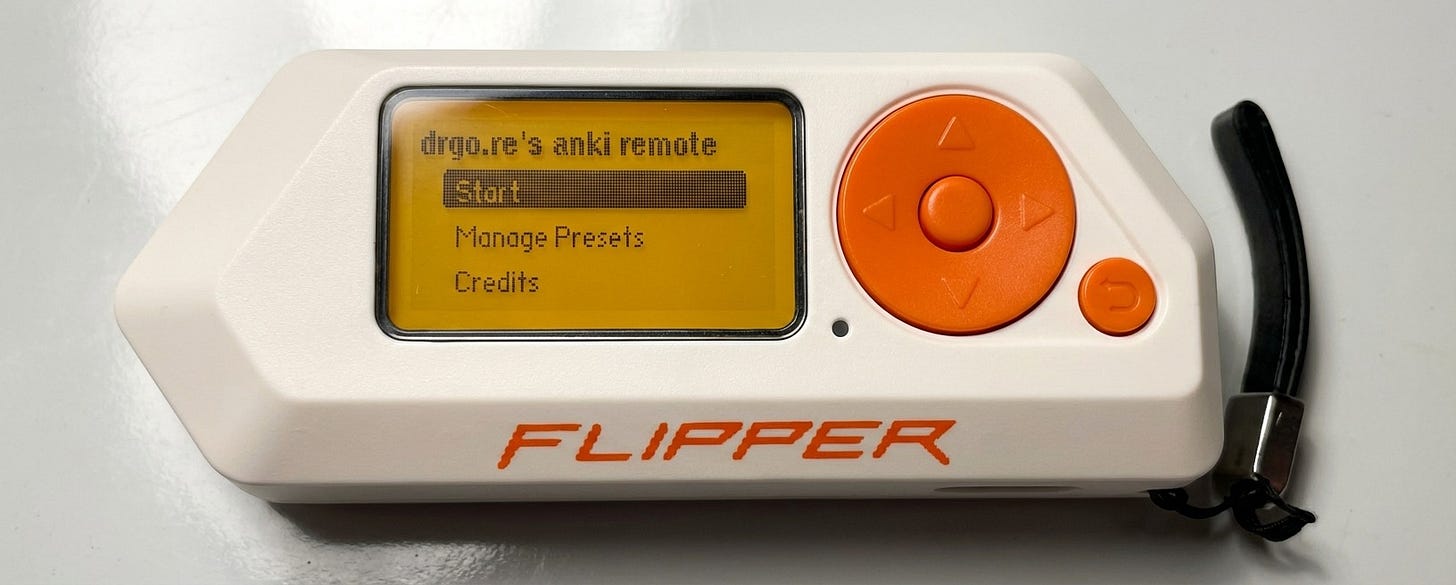 drgo.re's anki remote
Start
Manage Presets
Credits
FLIPPER